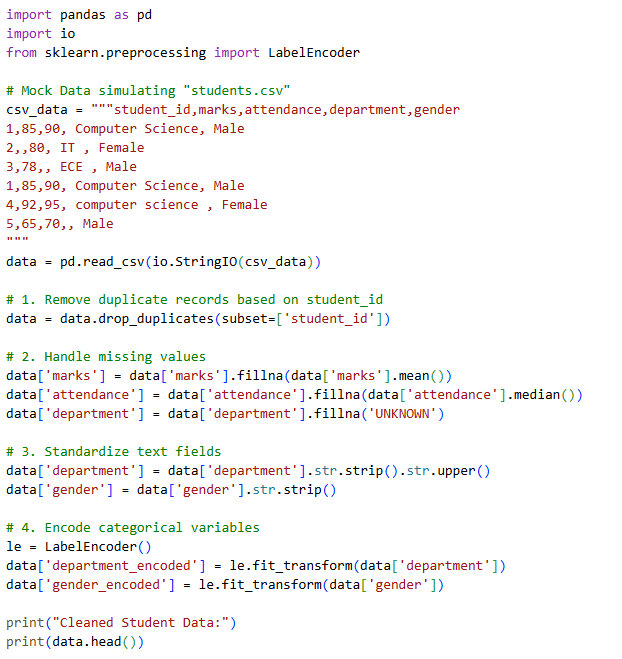 import pandas as pd
import io
from sklearn.preprocessing import LabelEncoder

# Mock Data simulating "students.csv"
csv_data = """student_id,marks,attendance,department,gender
1,85,90, Computer Science, Male
2,,80, IT , Female
3,78,, ECE , Male
1,85,90, Computer Science, Male
4,92,95, computer science , Female
5,65,70,, Male
"""
data = pd.read_csv(io.StringIO(csv_data))

# 1. Remove duplicate records based on student_id
data = data.drop_duplicates(subset=['student_id'])

# 2. Handle missing values
data['marks'] = data['marks'].fillna(data['marks'].mean())
data['attendance'] = data['attendance'].fillna(data['attendance'].median())
data['department'] = data['department'].fillna('UNKNOWN')

# 3. Standardize text fields
data['department'] = data['department'].str.strip().str.upper()
data['gender'] = data['gender'].str.strip()

# 4. Encode categorical variables
le = LabelEncoder()
data['department_encoded'] = le.fit_transform(data['department'])
data['gender_encoded'] = le.fit_transform(data['gender'])

print("Cleaned Student Data:")
print(data.head())